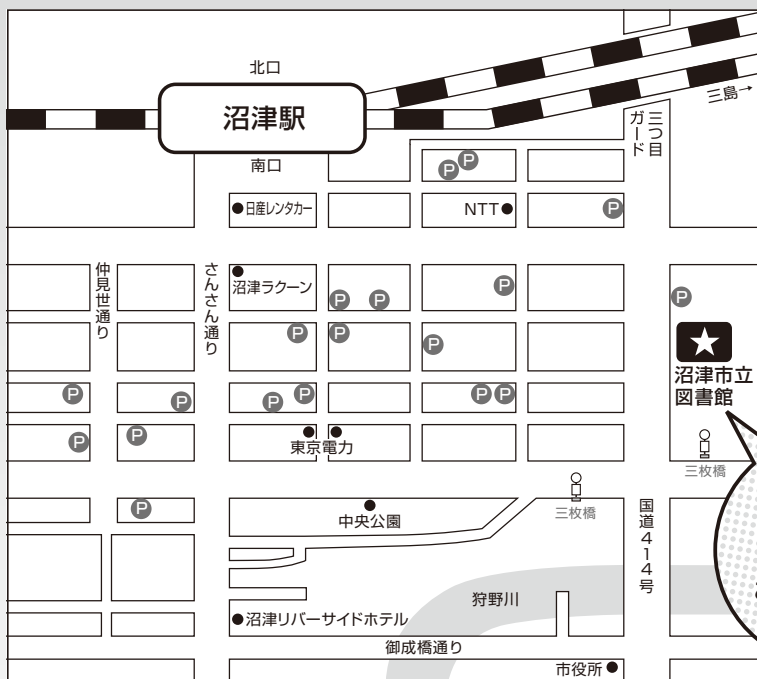 北口
沼津駅
南口
三島→
三つ目
ガード
P
P
日産レンタカー
NTT
P
仲見世通り
さんさん通り
沼津ラクーン
P
P
P
P
P
P
P
沼津市立
図書館
P
P
P
P
P
P
P
P
東京電力
三枚橋
P
中央公園
三枚橋
国道414号
狩野川
沼津リバーサイドホテル
御成橋通り
市役所